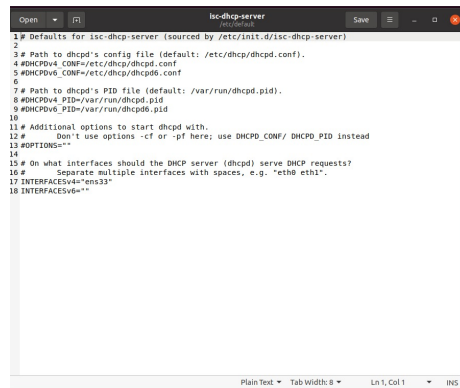 Open
isc-dhcp-server
/etc/default
Save
1 # Defaults for isc-dhcp-server (sourced by /etc/init.d/isc-dhcp-server)
2
3 # Path to dhcpd's config file (default: /etc/dhcp/dhcpd.conf).
4 #DHCPDv4_CONF=/etc/dhcp/dhcpd.conf
5 #DHCPDv6_CONF=/etc/dhcp/dhcpd6.conf
6
7 # Path to dhcpd's PID file (default: /var/run/dhcpd.pid).
8 #DHCPDv4_PID=/var/run/dhcpd.pid
9 #DHCPDv6_PID=/var/run/dhcpd6.pid
10
11 # Additional options to start dhcpd with.
12 #       Don't use options -cf or -pf here; use DHCPD_CONF/ DHCPD_PID instead
13 #OPTIONS=""
14
15 # On what interfaces should the DHCP server (dhcpd) serve DHCP requests?
16 #       Separate multiple interfaces with spaces, e.g. "eth0 eth1".
17 INTERFACESv4="ens33"
18 INTERFACESv6=""
Plain Text Tab Width: 8 Ln 1, Col 1 INS